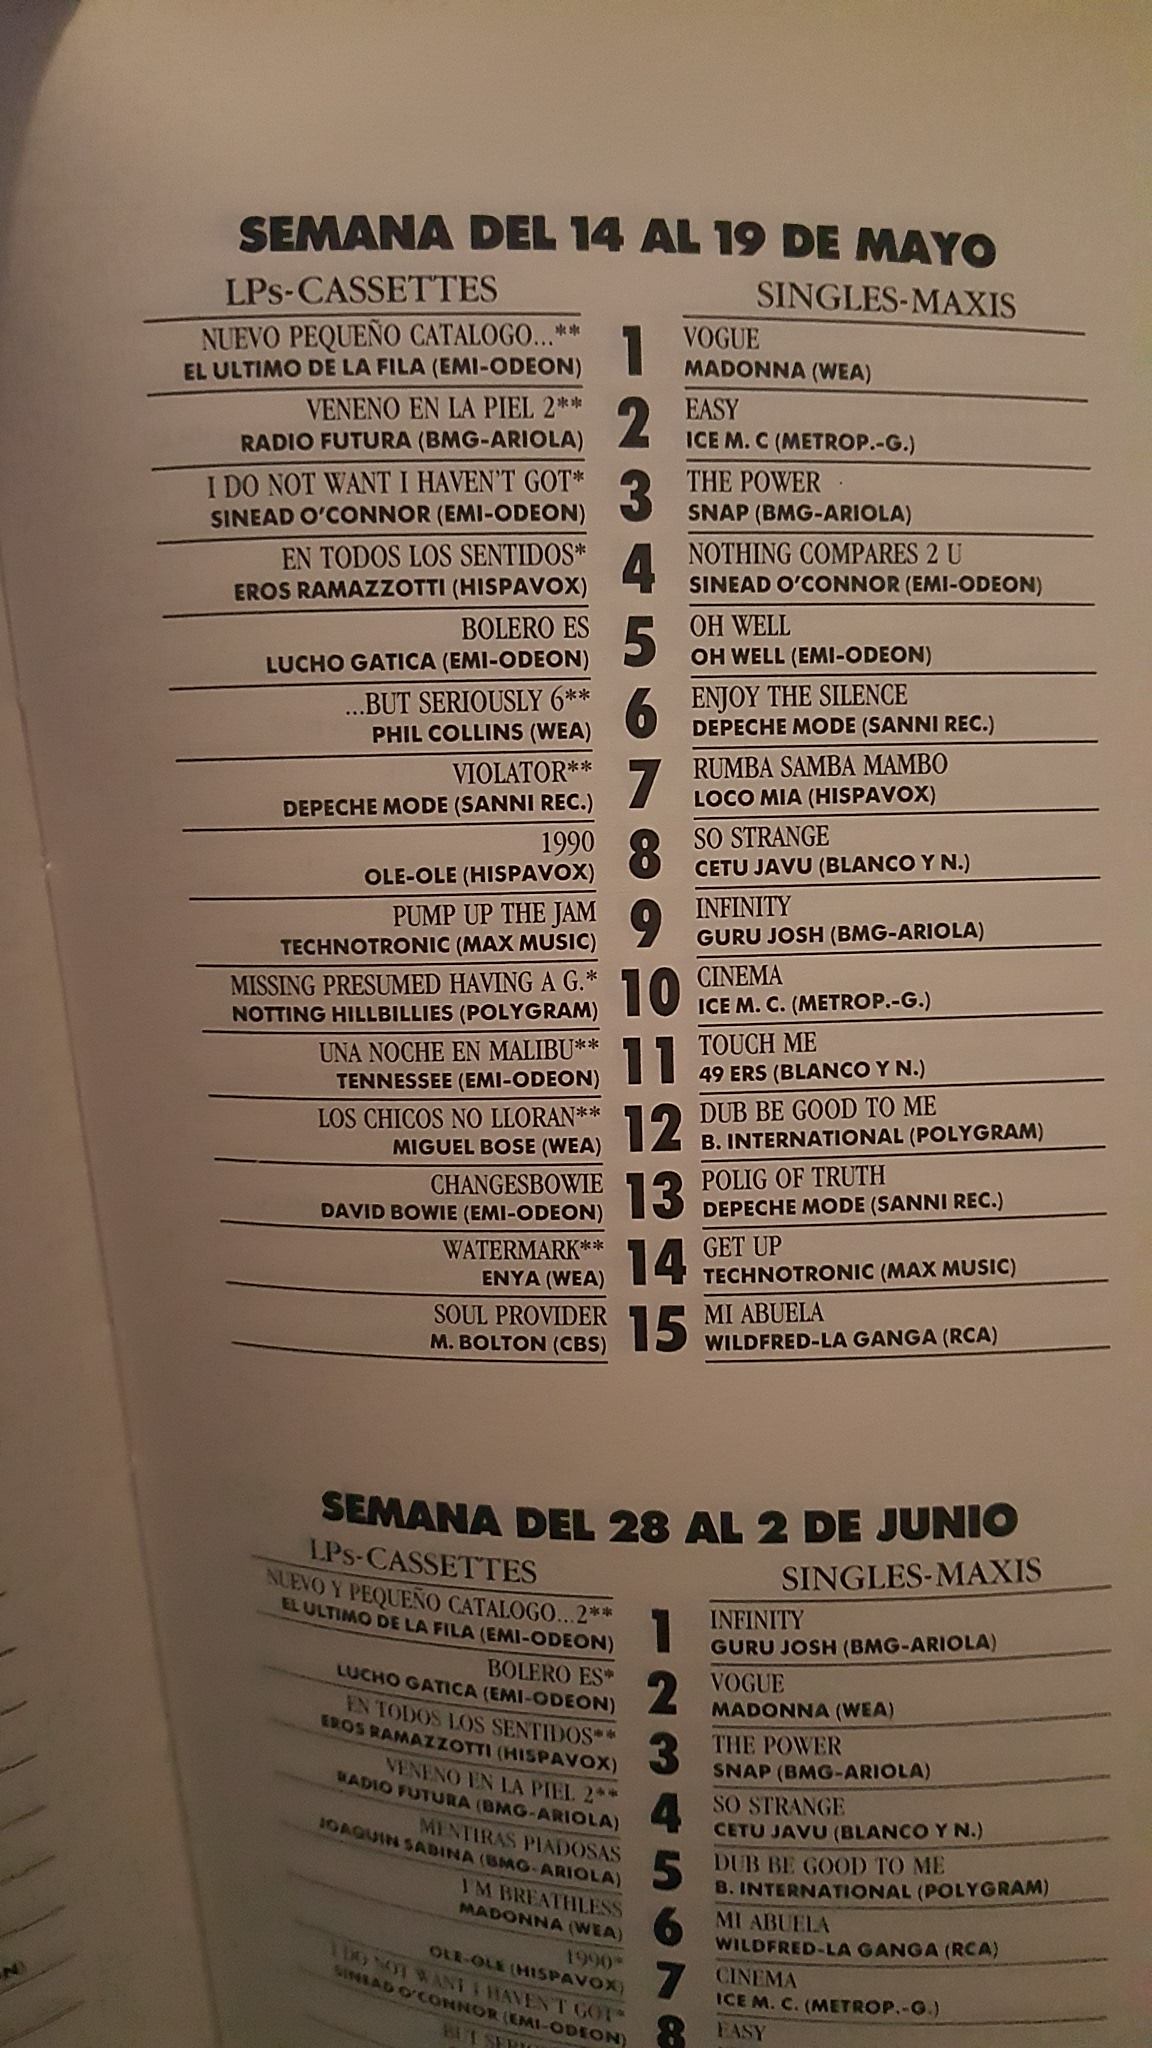 SEMANA DEL 14 AL 19 DE MAYO
LPs-CASSETTES
SINGLES-MAXIS
NUEVO PEQUEÑO CATALOGO...** 1 VOGUE
EL ULTIMO DE LA FILA (EMI-ODEON) MADONNA (WEA)
VENENO EN LA PIEL 2** 2 EASY
RADIO FUTURA (BMG-ARIOLA) ICE M. C (METROP.-G.)
I DO NOT WANT I HAVEN'T GOT* 3 THE POWER
SINEAD O'CONNOR (EMI-ODEON) SNAP (BMG-ARIOLA)
EN TODOS LOS SENTIDOS* 4 NOTHING COMPARES 2 U
EROS RAMAZZOTTI (HISPAVOX) SINEAD O'CONNOR (EMI-ODEON)
BOLERO ES 5 OH WELL
LUCHO GATICA (EMI-ODEON) OH WELL (EMI-ODEON)
...BUT SERIOUSLY 6** 6 ENJOY THE SILENCE
PHIL COLLINS (WEA) DEPECHE MODE (SANNI REC.)
VIOLATOR** 7 RUMBA SAMBA MAMBO
DEPECHE MODE (SANNI REC.) LOCO MIA (HISPAVOX)
1990 8 SO STRANGE
OLE-OLE (HISPAVOX) CETU JAVU (BLANCO Y N.)
PUMP UP THE JAM 9 INFINITY
TECHNOTRONIC (MAX MUSIC) GURU JOSH (BMG-ARIOLA)
MISSING PRESUMED HAVING A G.* 10 CINEMA
NOTTING HILLBILLIES (POLYGRAM) ICE M. C. (METROP.-G.)
UNA NOCHE EN MALIBU** 11 TOUCH ME
TENNESSEE (EMI-ODEON) 49 ERS (BLANCO Y N.)
LOS CHICOS NO LLORAN** 12 DUB BE GOOD TO ME
MIGUEL BOSE (WEA) B. INTERNATIONAL (POLYGRAM)
CHANGESBOWIE 13 POLIG OF TRUTH
DAVID BOWIE (EMI-ODEON) DEPECHE MODE (SANNI REC.)
WATERMARK** 14 GET UP
ENYA (WEA) TECHNOTRONIC (MAX MUSIC)
SOUL PROVIDER 15 MI ABUELA
M. BOLTON (CBS) WILDFRED-LA GANGA (RCA)
SEMANA DEL 28 AL 2 DE JUNIO
LPs-CASSETTES
SINGLES-MAXIS
NUEVO Y PEQUEÑO CATALOGO...2** 1 INFINITY
EL ULTIMO DE LA FILA (EMI-ODEON) GURU JOSH (BMG-ARIOLA)
BOLERO ES* 2 VOGUE
LUCHO GATICA (EMI-ODEON) MADONNA (WEA)
EN TODOS LOS SENTIDOS** 3 THE POWER
EROS RAMAZZOTTI (HISPAVOX) SNAP (BMG-ARIOLA)
VENENO EN LA PIEL 2** 4 SO STRANGE
RADIO FUTURA (BMG-ARIOLA) CETU JAVU (BLANCO Y N.)
MENTIRAS PIADOSAS 5 DUB BE GOOD TO ME
JOAQUIN SABINA (BMG-ARIOLA) B. INTERNATIONAL (POLYGRAM)
I'M BREATHLESS 6 MI ABUELA
MADONNA (WEA) WILDFRED-LA GANGA (RCA)
1990* 7 CINEMA
OLE-OLE (HISPAVOX) ICE M. C. (METROP.-G.)
I DO NOT WANT I HAVEN'T GOT* 8 EASY
SINEAD O'CONNOR (EMI-ODEON)